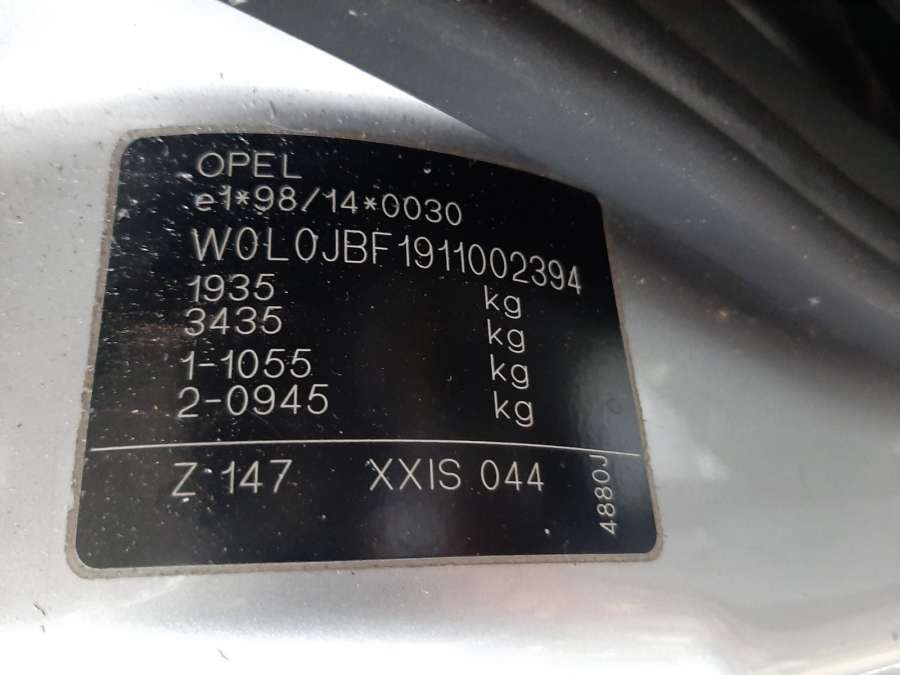 OPEL
e1*98/14*0030
W0L0JBF1911002394
1935 kg
3435 kg
1-1055 kg
2-0945 kg
Z 147 XXIS 044
4880J